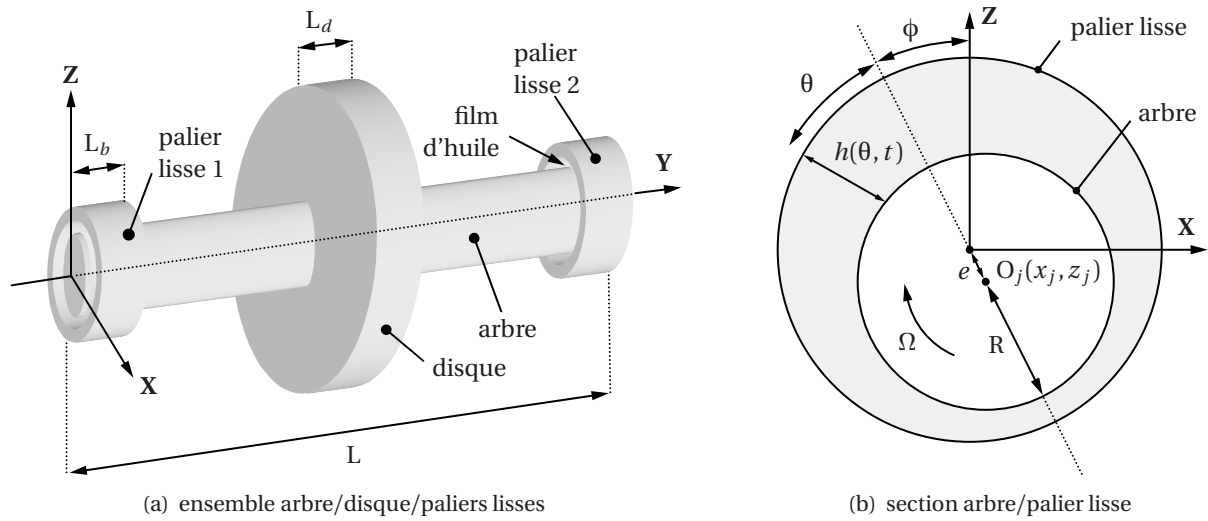 L_d
Z
palier
lisse 2
film
d'huile
palier
lisse 1
L_b
Y
arbre
disque
X
L
(a) ensemble arbre/disque/paliers lisses
Z
ϕ
palier lisse
θ
arbre
h(θ, t)
X
e
O_j(x_j, z_j)
Ω
R
(b) section arbre/palier lisse